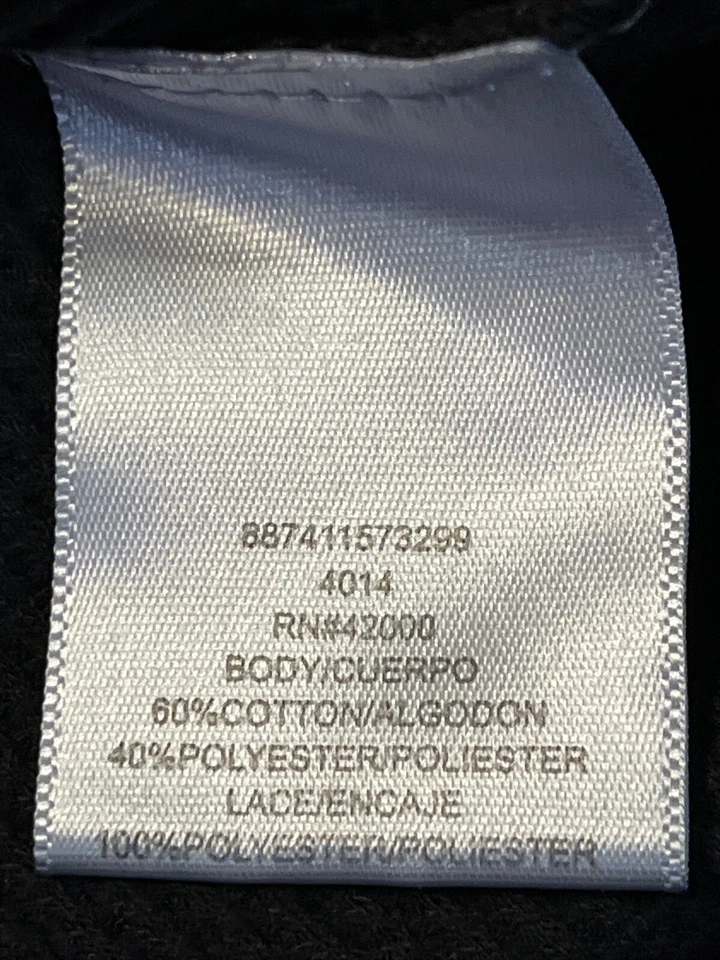 887411573299
4014
RN#42000
BODY/CUERPO
60%COTTON/ALGODON
40%POLYESTER/POLIESTER
LACE/ENCAJE
100%POLYESTER/POLIESTER